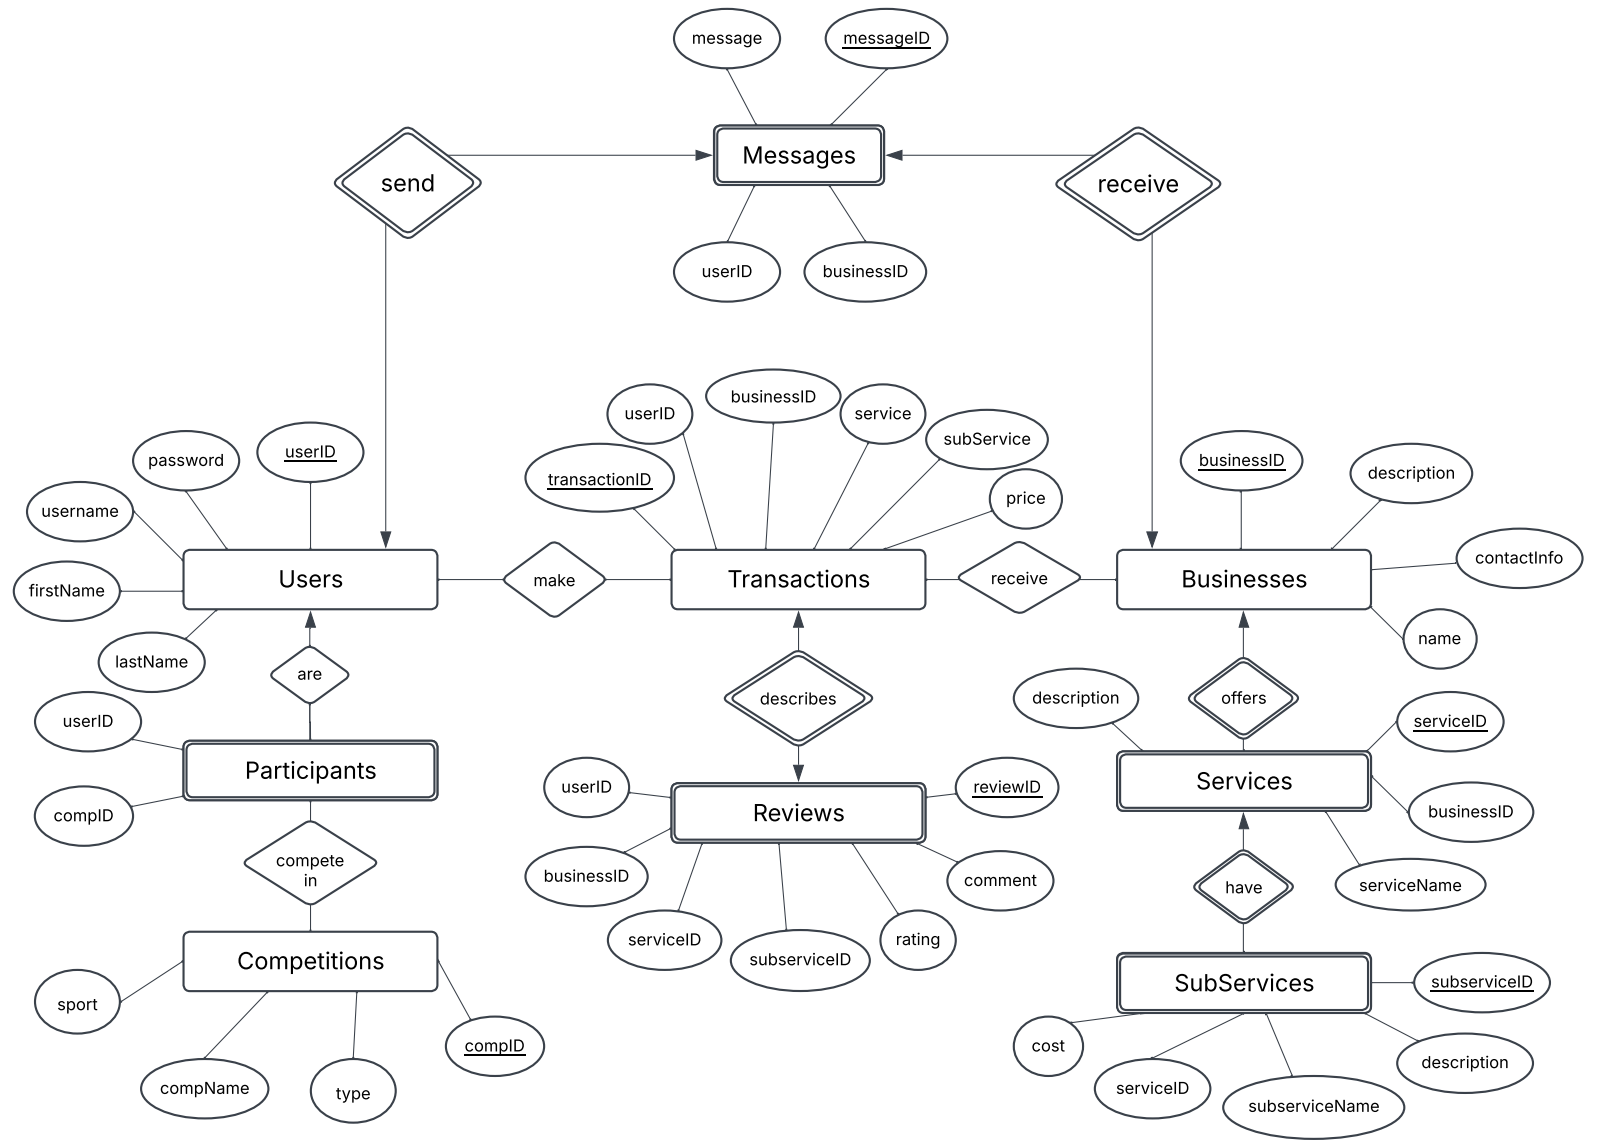 message
messageID
Messages
send
receive
userID
businessID
businessID
userID
service
subService
password
userID
transactionID
price
businessID
description
username
contactInfo
Users
make
Transactions
receive
Businesses
firstName
name
lastName
are
describes
offers
description
serviceID
userID
Participants
compID
userID
reviewID
Reviews
Services
businessID
compete
in
businessID
comment
have
serviceName
serviceID
subserviceID
rating
Competitions
SubServices
subserviceID
sport
compID
cost
description
compName
type
serviceID
subserviceName